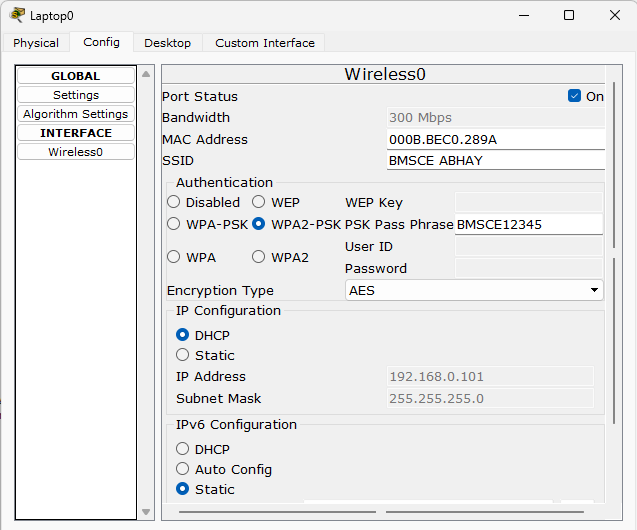 Laptop0
Physical Config Desktop Custom Interface
GLOBAL
Settings
Algorithm Settings
INTERFACE
Wireless0
Wireless0
Port Status On
Bandwidth 300 Mbps
MAC Address 000B.BEC0.289A
SSID BMSCE ABHAY
Authentication
Disabled WEP WEP Key
WPA-PSK WPA2-PSK PSK Pass Phrase BMSCE12345
User ID
WPA WPA2
Password
Encryption Type AES
IP Configuration
DHCP
Static
IP Address 192.168.0.101
Subnet Mask 255.255.255.0
IPv6 Configuration
DHCP
Auto Config
Static